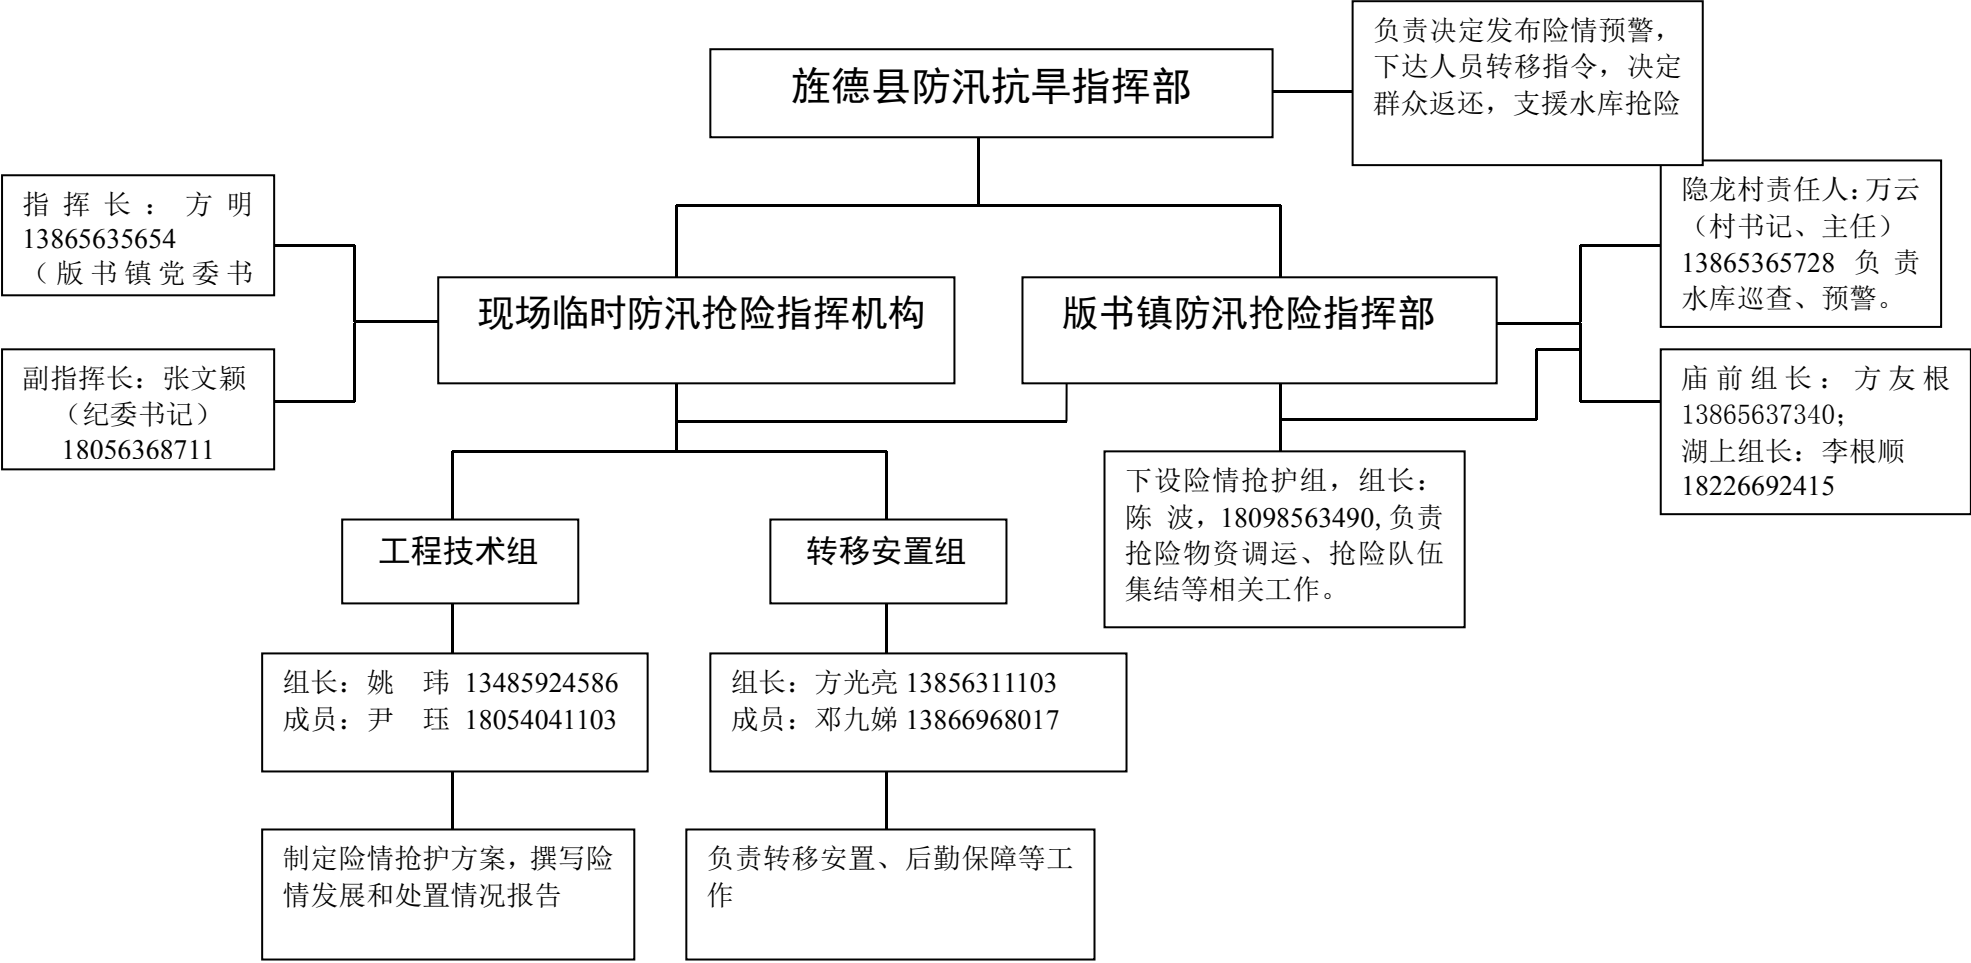 旌德县防汛抗旱指挥部
负责决定发布险情预警，
下达人员转移指令，决定
群众返还，支援水库抢险
指挥长：方明
13865635654
（版书镇党委书
副指挥长：张文颖
（纪委书记）
18056368711
现场临时防汛抢险指挥机构
版书镇防汛抢险指挥部
隐龙村责任人：万云
（村书记、主任）
13865365728 负责
水库巡查、预警。
庙前组长：方友根
13865637340；
湖上组长：李根顺
18226692415
下设险情抢护组，组长：
陈 波，18098563490,负责
抢险物资调运、抢险队伍
集结等相关工作。
工程技术组
转移安置组
组长：姚 玮 13485924586
成员：尹 珏 18054041103
组长：方光亮 13856311103
成员：邓九娣 13866968017
制定险情抢护方案，撰写险
情发展和处置情况报告
负责转移安置、后勤保障等工
作